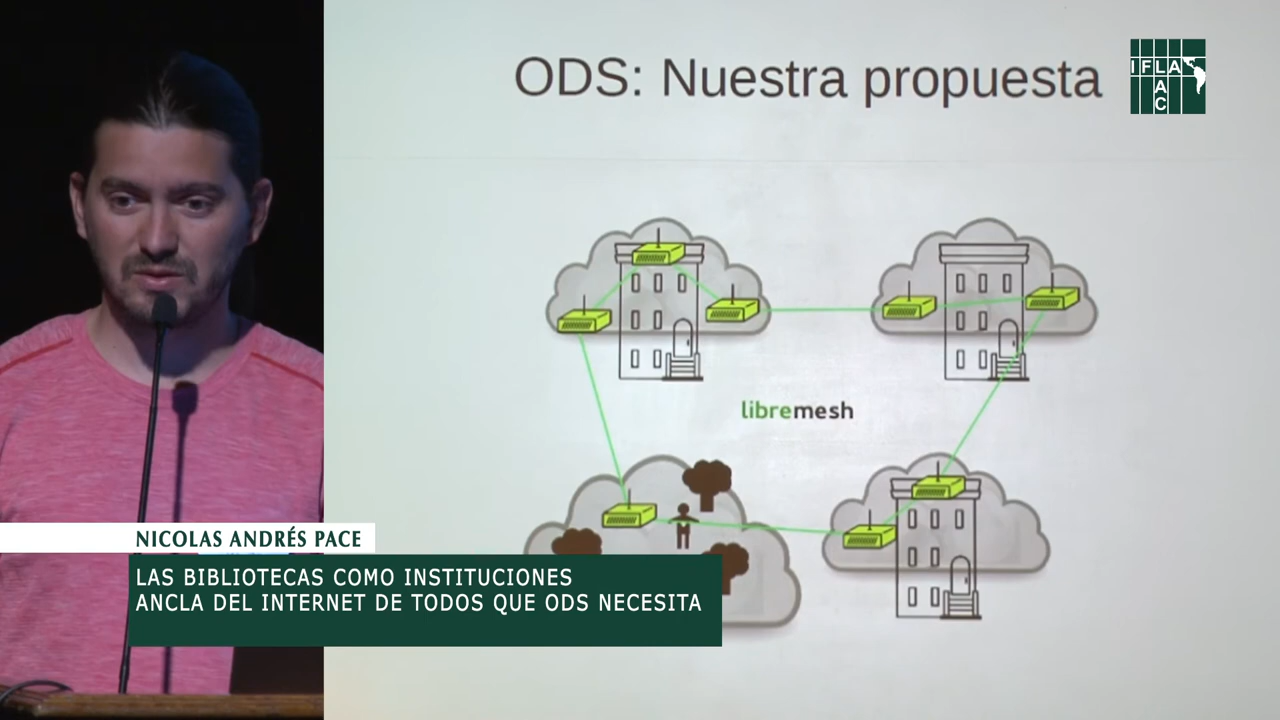 ODS: Nuestra propuesta
IFLA
A
C
libremesh
NICOLAS ANDRÉS PACE
LAS BIBLIOTECAS COMO INSTITUCIONES
ANCLA DEL INTERNET DE TODOS QUE ODS NECESITA